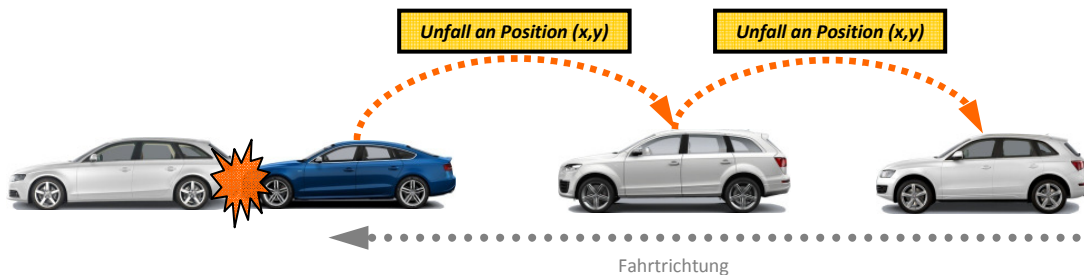 Unfall an Position (x,y)
Unfall an Position (x,y)
Fahrtrichtung